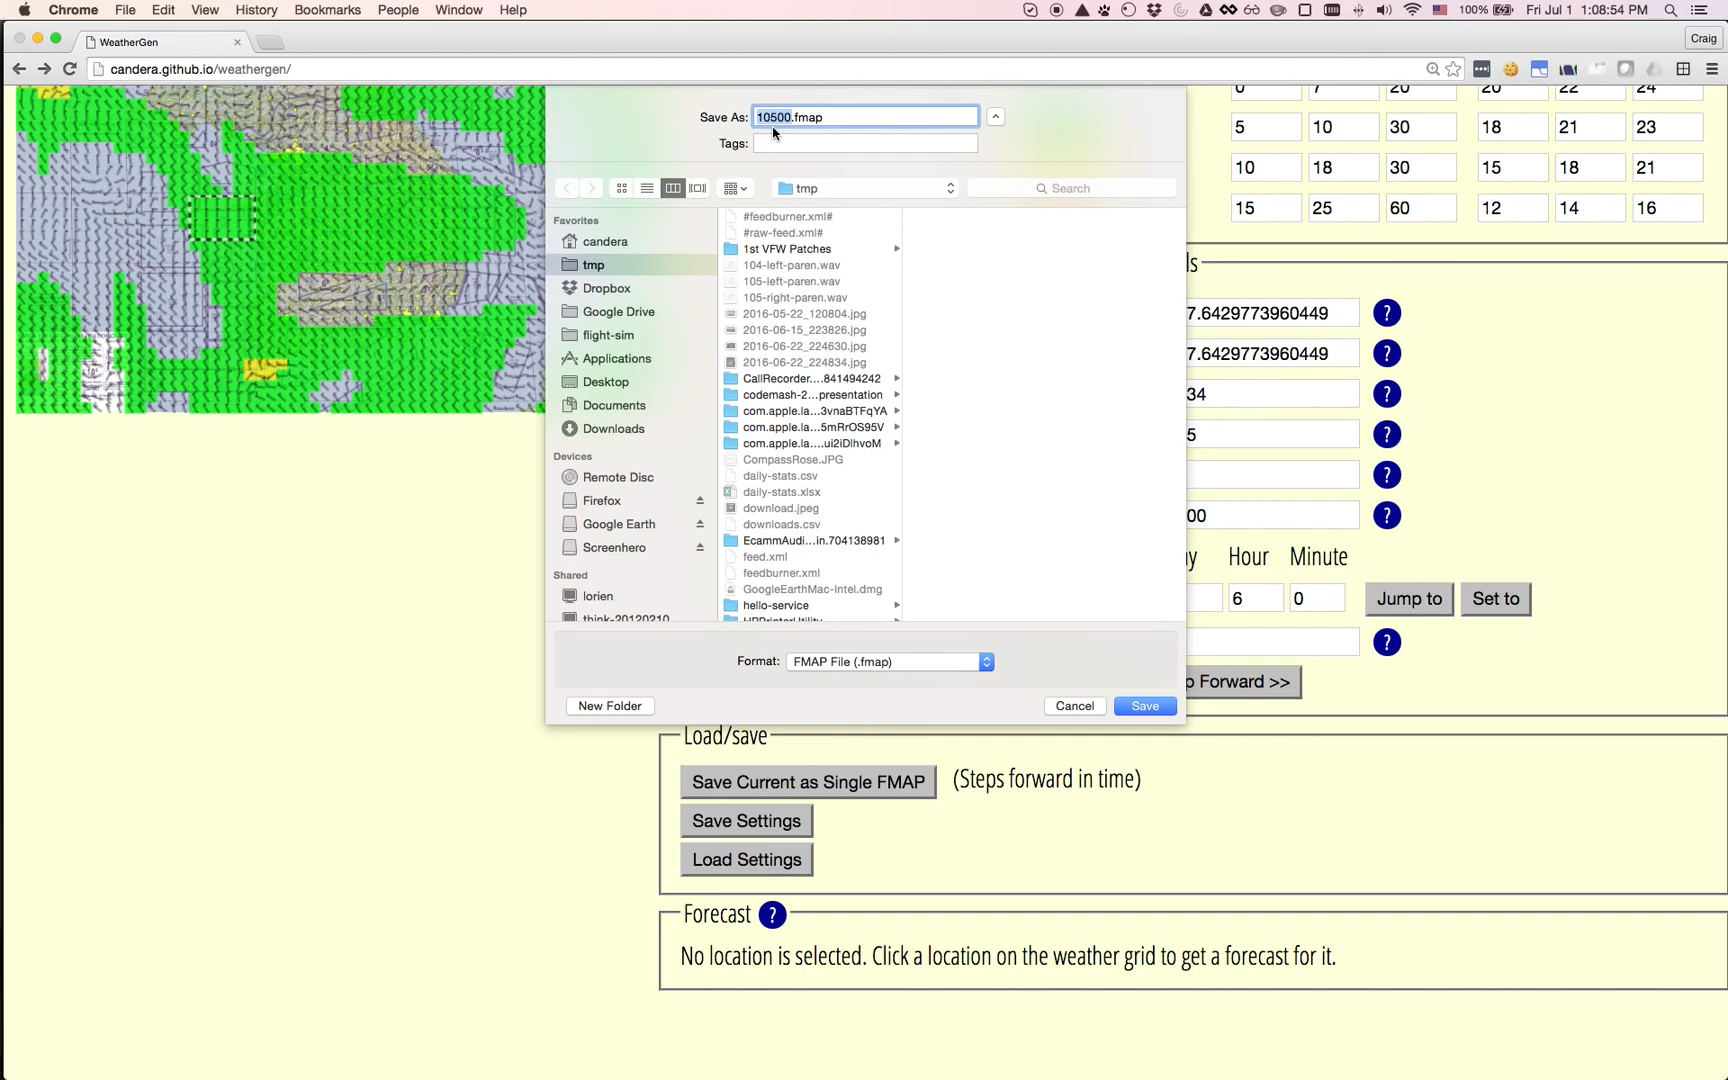 Chrome File Edit View History Bookmarks People Window Help 100% Fri Jul 1 1:08:54 PM
WeatherGen
Craig
candera.github.io/weathergen/
Save As: 10500.fmap
Tags:
tmp
Search
Favorites
candera
tmp
Dropbox
Google Drive
flight-sim
Applications
Desktop
Documents
Downloads
Devices
Remote Disc
Firefox
Google Earth
Screenhero
Shared
lorien
think-20120210
#feedburner.xml#
#raw-feed.xml#
1st VFW Patches
104-left-paren.wav
105-left-paren.wav
105-right-paren.wav
2016-05-22_120804.jpg
2016-06-15_223826.jpg
2016-06-22_224630.jpg
2016-06-22_224834.jpg
CallRecorder....841494242
codemash-2...presentation
com.apple.la...3vnaBTFqYA
com.apple.la....5mRrOS95V
com.apple.la....ui2iDlhvoM
CompassRose.JPG
daily-stats.csv
daily-stats.xlsx
download.jpeg
downloads.csv
EcammAudi...in.704138981
feed.xml
feedburner.xml
GoogleEarthMac-Intel.dmg
hello-service
Format: FMAP File (.fmap)
New Folder Cancel Save
0 7 20 20 22 24
5 10 30 18 21 23
10 18 30 15 18 21
15 25 60 12 14 16
ls
7.6429773960449 ?
7.6429773960449 ?
34 ?
5 ?
?
00 ?
ay Hour Minute
6 0 Jump to Set to
?
p Forward >>
Load/save
Save Current as Single FMAP (Steps forward in time)
Save Settings
Load Settings
Forecast ?
No location is selected. Click a location on the weather grid to get a forecast for it.